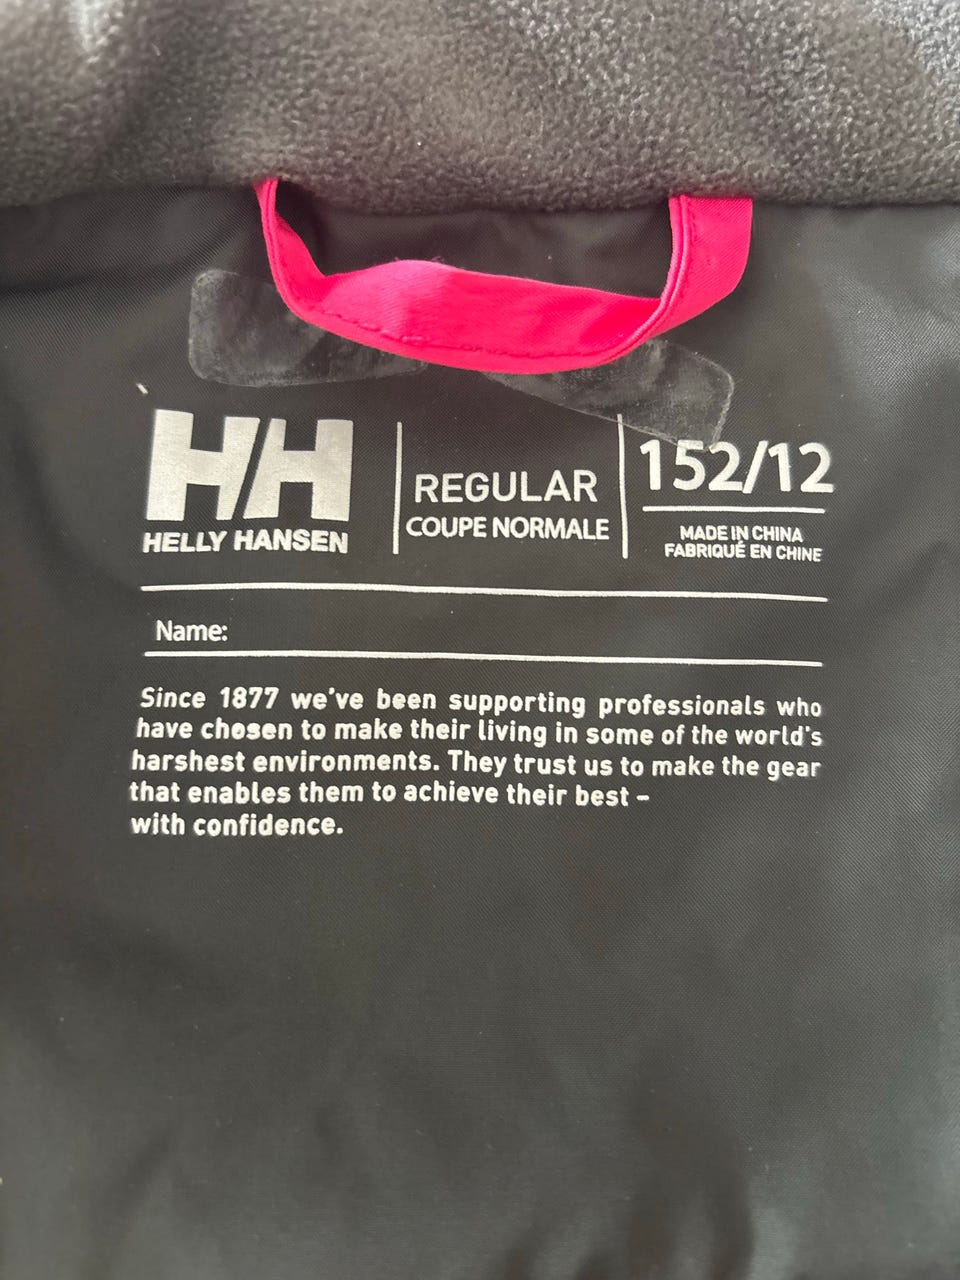 HH
HELLY HANSEN
REGULAR
COUPE NORMALE
152/12
MADE IN CHINA
FABRIQUÉ EN CHINE
Name:
Since 1877 we've been supporting professionals who
have chosen to make their living in some of the world's
harshest environments. They trust us to make the gear
that enables them to achieve their best –
with confidence.